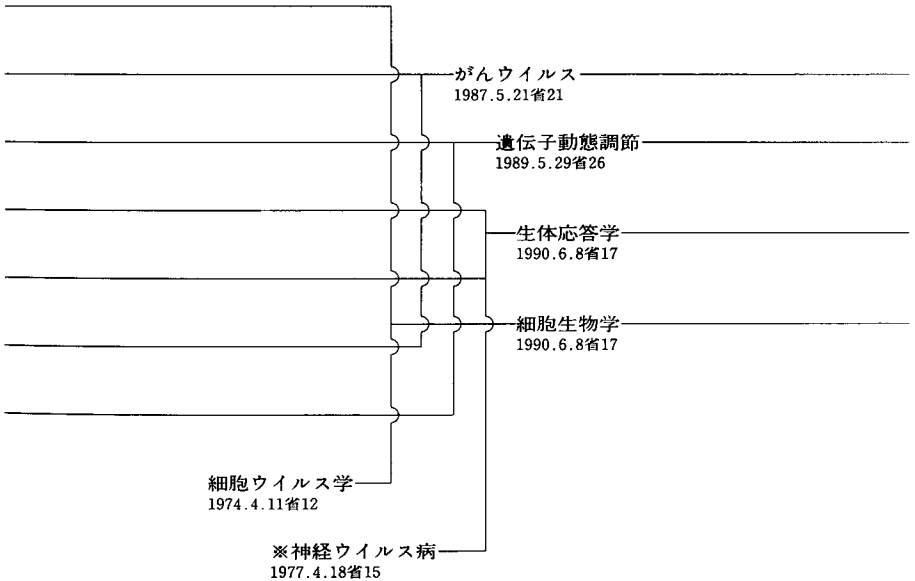 がんウイルス
1987.5.21省21
遺伝子動態調節
1989.5.29省26
生体応答学
1990.6.8省17
細胞生物学
1990.6.8省17
細胞ウイルス学
1974.4.11省12
※神経ウイルス病
1977.4.18省15